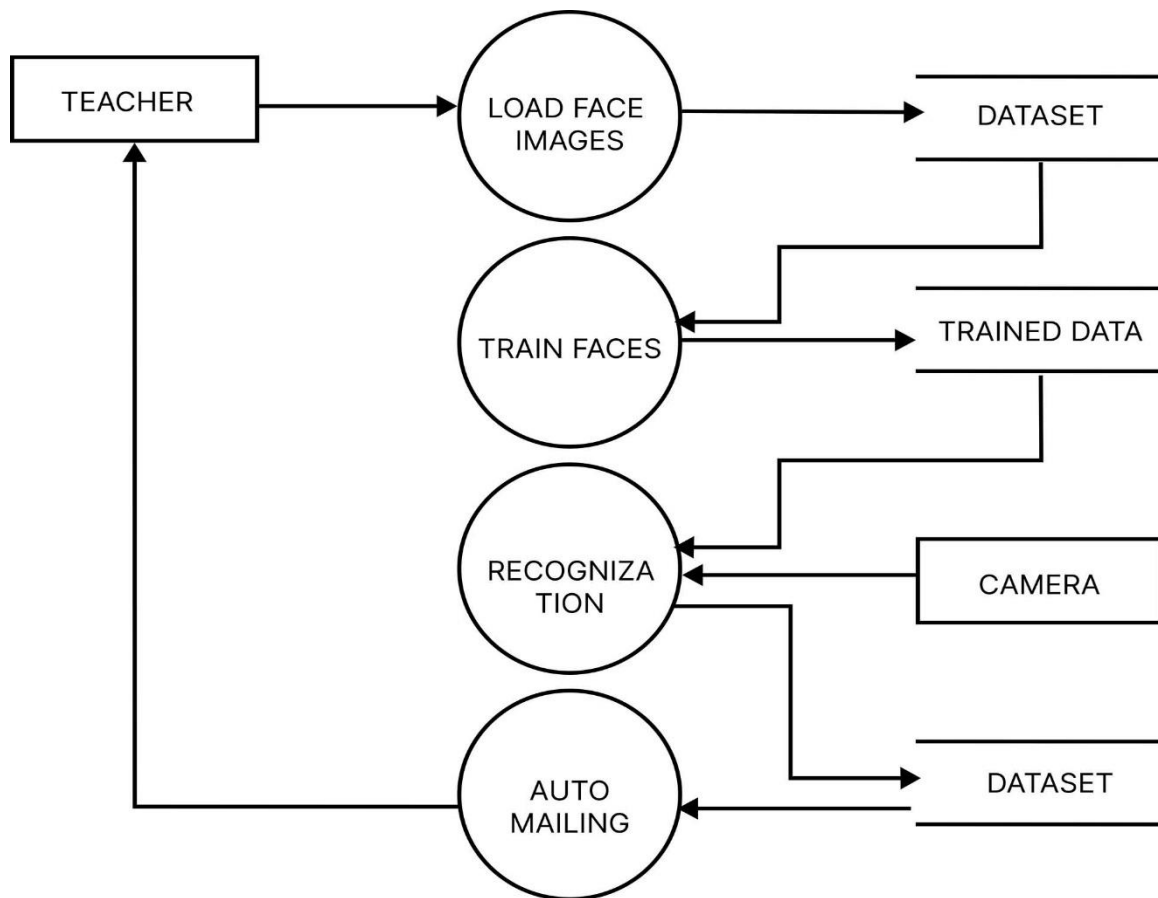 TEACHER
LOAD FACE
IMAGES
DATASET
TRAIN FACES
TRAINED DATA
RECOGNIZA
TION
CAMERA
AUTO
MAILING
DATASET